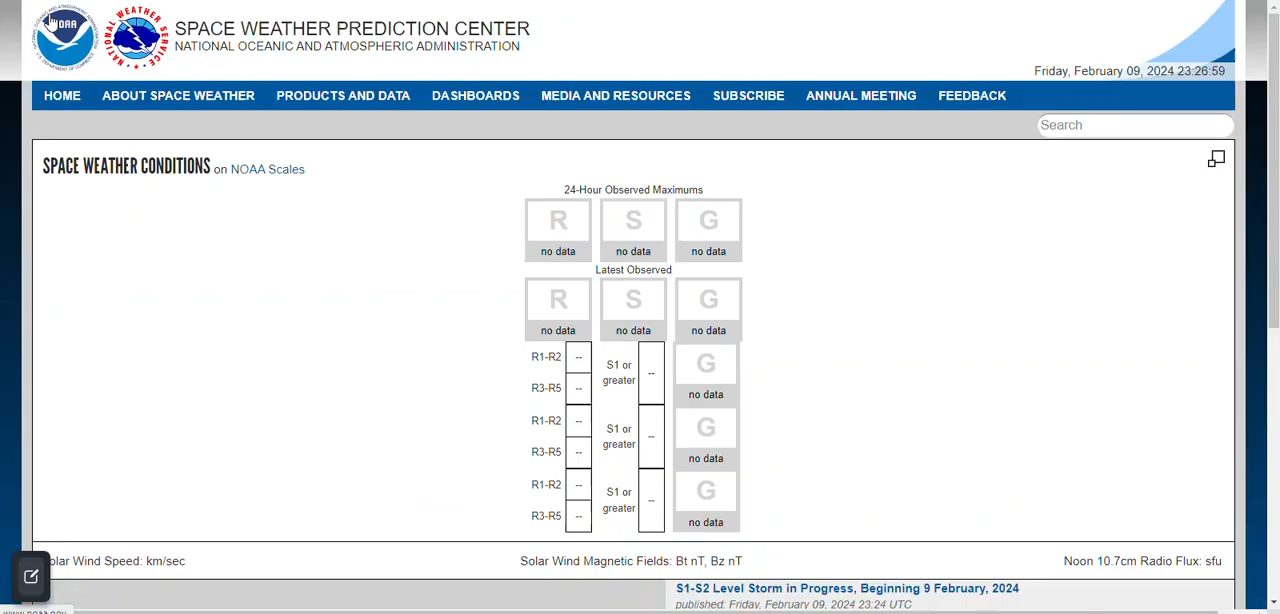 NOAA
NATIONAL WEATHER SERVICE
SPACE WEATHER PREDICTION CENTER
NATIONAL OCEANIC AND ATMOSPHERIC ADMINISTRATION
Friday, February 09, 2024 23:26:59
HOME ABOUT SPACE WEATHER PRODUCTS AND DATA DASHBOARDS MEDIA AND RESOURCES SUBSCRIBE ANNUAL MEETING FEEDBACK
Search
SPACE WEATHER CONDITIONS on NOAA Scales
24-Hour Observed Maximums
R S G
no data no data no data
Latest Observed
R S G
no data no data no data
R1-R2 --
R3-R5 --
S1 or
greater
--
G
no data
R1-R2 --
R3-R5 --
S1 or
greater
--
G
no data
R1-R2 --
R3-R5 --
S1 or
greater
--
G
no data
olar Wind Speed: km/sec Solar Wind Magnetic Fields: Bt nT, Bz nT Noon 10.7cm Radio Flux: sfu
S1-S2 Level Storm in Progress, Beginning 9 February, 2024
published: Friday, February 09, 2024 23:24 UTC